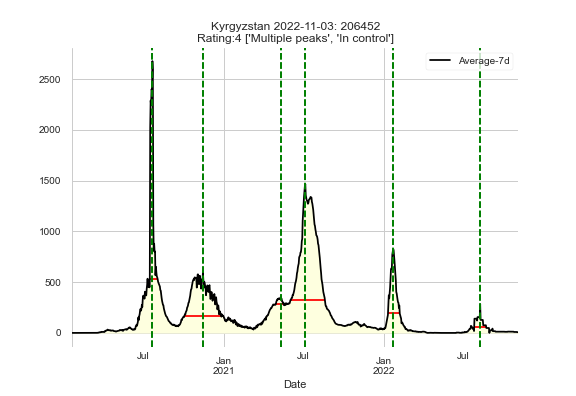 Kyrgyzstan 2022-11-03: 206452
Rating:4 ['Multiple peaks', 'In control']
Average-7d
2500
2000
1500
1000
500
0
Jul
Jan
2021
Jul
Jan
2022
Jul
Date